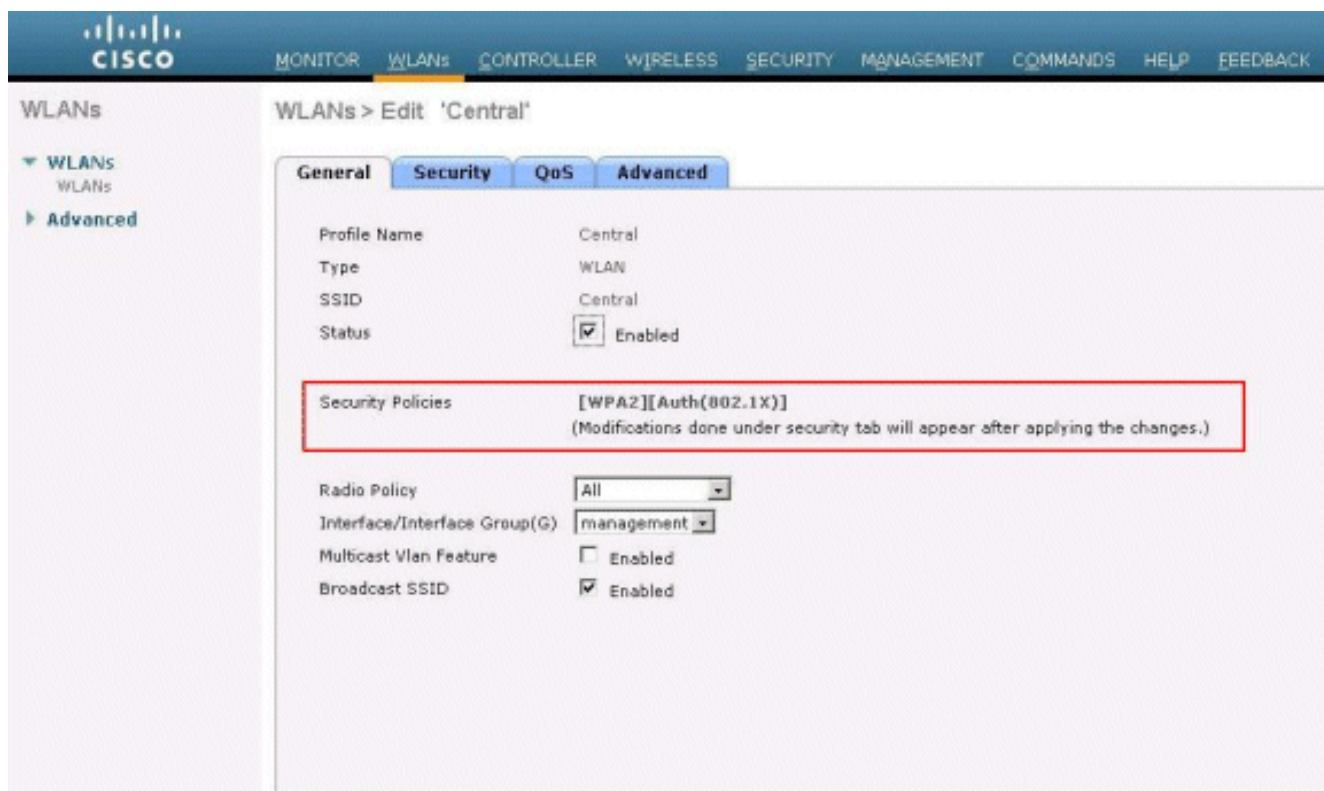 CISCO
MONITOR WLANs CONTROLLER WIRELESS SECURITY MANAGEMENT COMMANDS HELP FEEDBACK
WLANs
WLANs > Edit 'Central'
WLANs
WLANs
Advanced
General Security QoS Advanced
Profile Name Central
Type WLAN
SSID Central
Status Enabled
Security Policies [WPA2][Auth(802.1X)]
(Modifications done under security tab will appear after applying the changes.)
Radio Policy All
Interface/Interface Group(G) management
Multicast Vlan Feature Enabled
Broadcast SSID Enabled